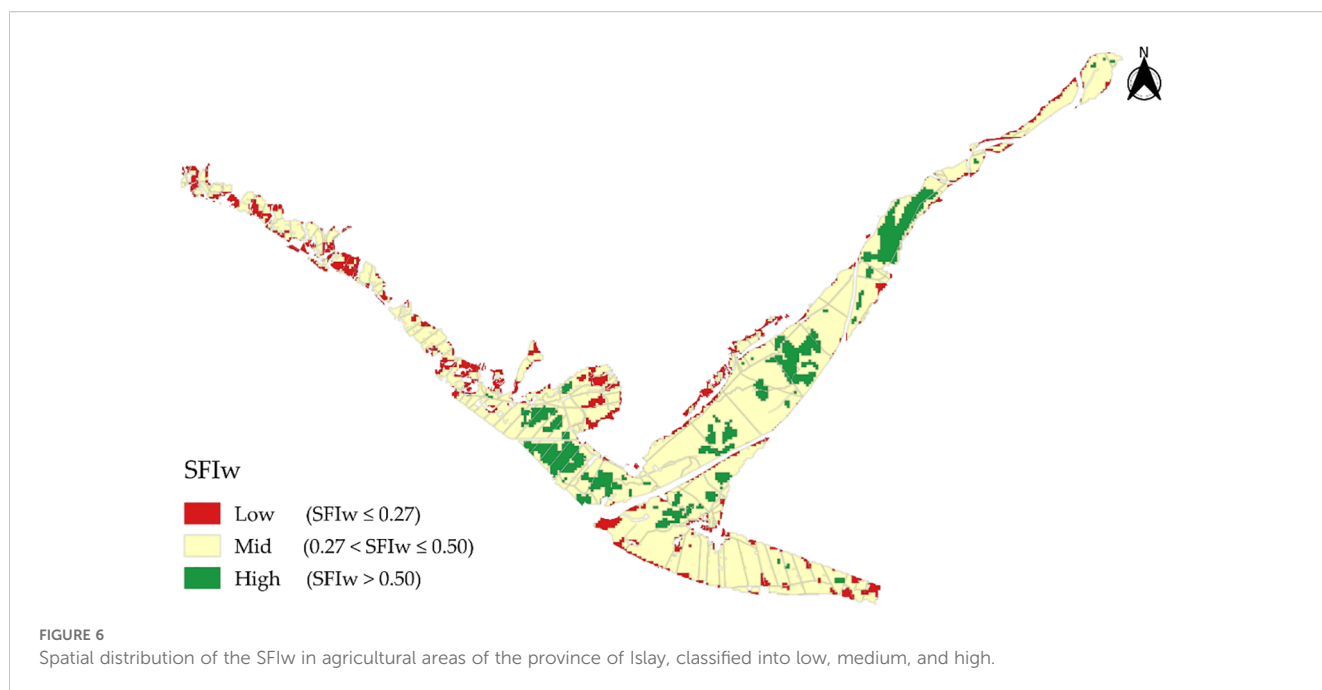 N
SFIw
Low (SFIw ≤ 0.27)
Mid (0.27 < SFIw ≤ 0.50)
High (SFIw > 0.50)
FIGURE 6
Spatial distribution of the SFIw in agricultural areas of the province of Islay, classified into low, medium, and high.